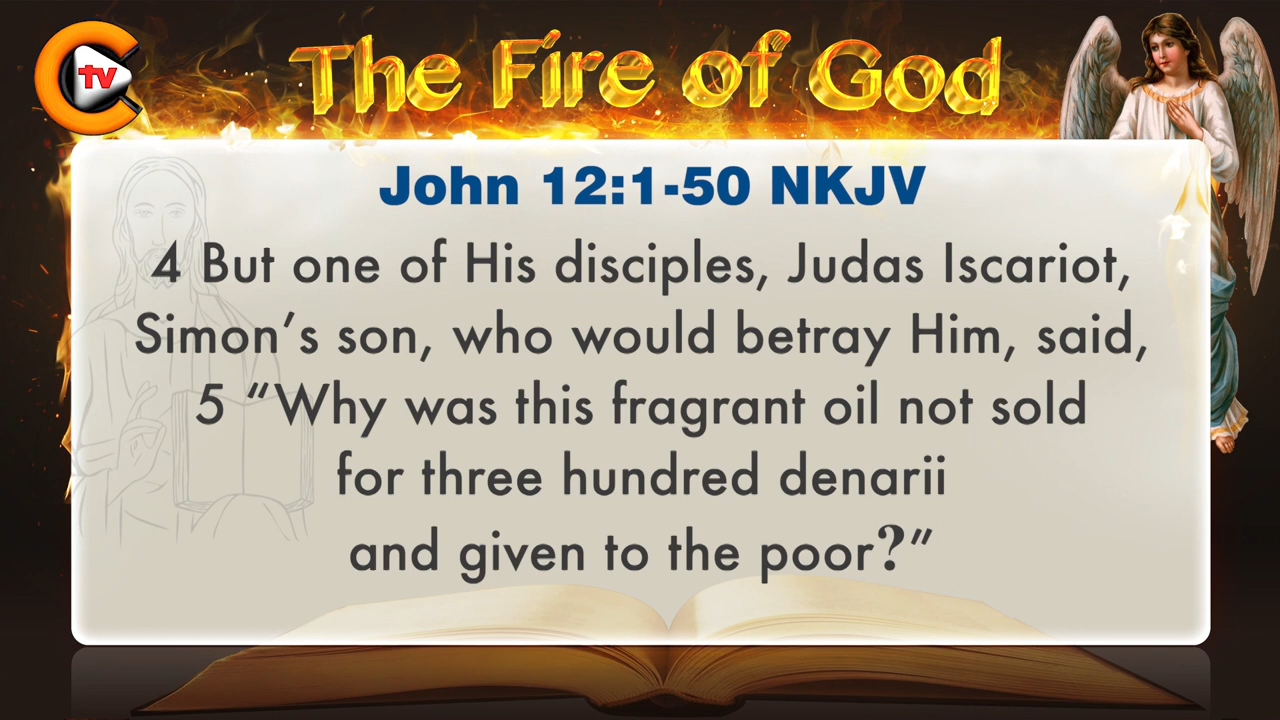 tv
The Fire of God
John 12:1-50 NKJV
4 But one of His disciples, Judas Iscariot,
Simon’s son, who would betray Him, said,
5 “Why was this fragrant oil not sold
for three hundred denarii
and given to the poor?”